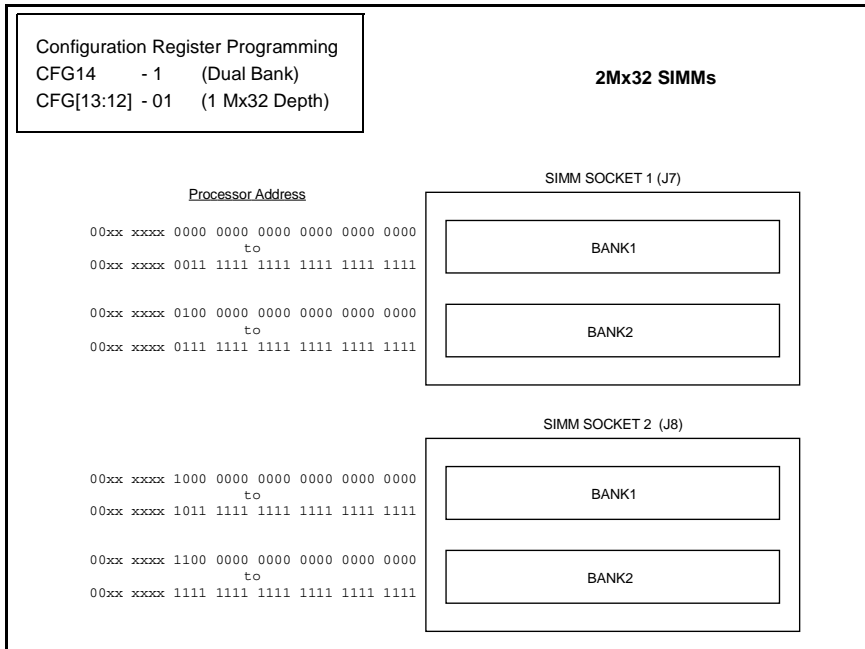 Configuration Register Programming
CFG14 - 1 (Dual Bank)
CFG[13:12] - 01 (1 Mx32 Depth)
2Mx32 SIMMs
Processor Address
SIMM SOCKET 1 (J7)
00xx xxxx 0000 0000 0000 0000 0000 0000
to
00xx xxxx 0011 1111 1111 1111 1111 1111
BANK1
00xx xxxx 0100 0000 0000 0000 0000 0000
to
00xx xxxx 0111 1111 1111 1111 1111 1111
BANK2
SIMM SOCKET 2 (J8)
00xx xxxx 1000 0000 0000 0000 0000 0000
to
00xx xxxx 1011 1111 1111 1111 1111 1111
BANK1
00xx xxxx 1100 0000 0000 0000 0000 0000
to
00xx xxxx 1111 1111 1111 1111 1111 1111
BANK2